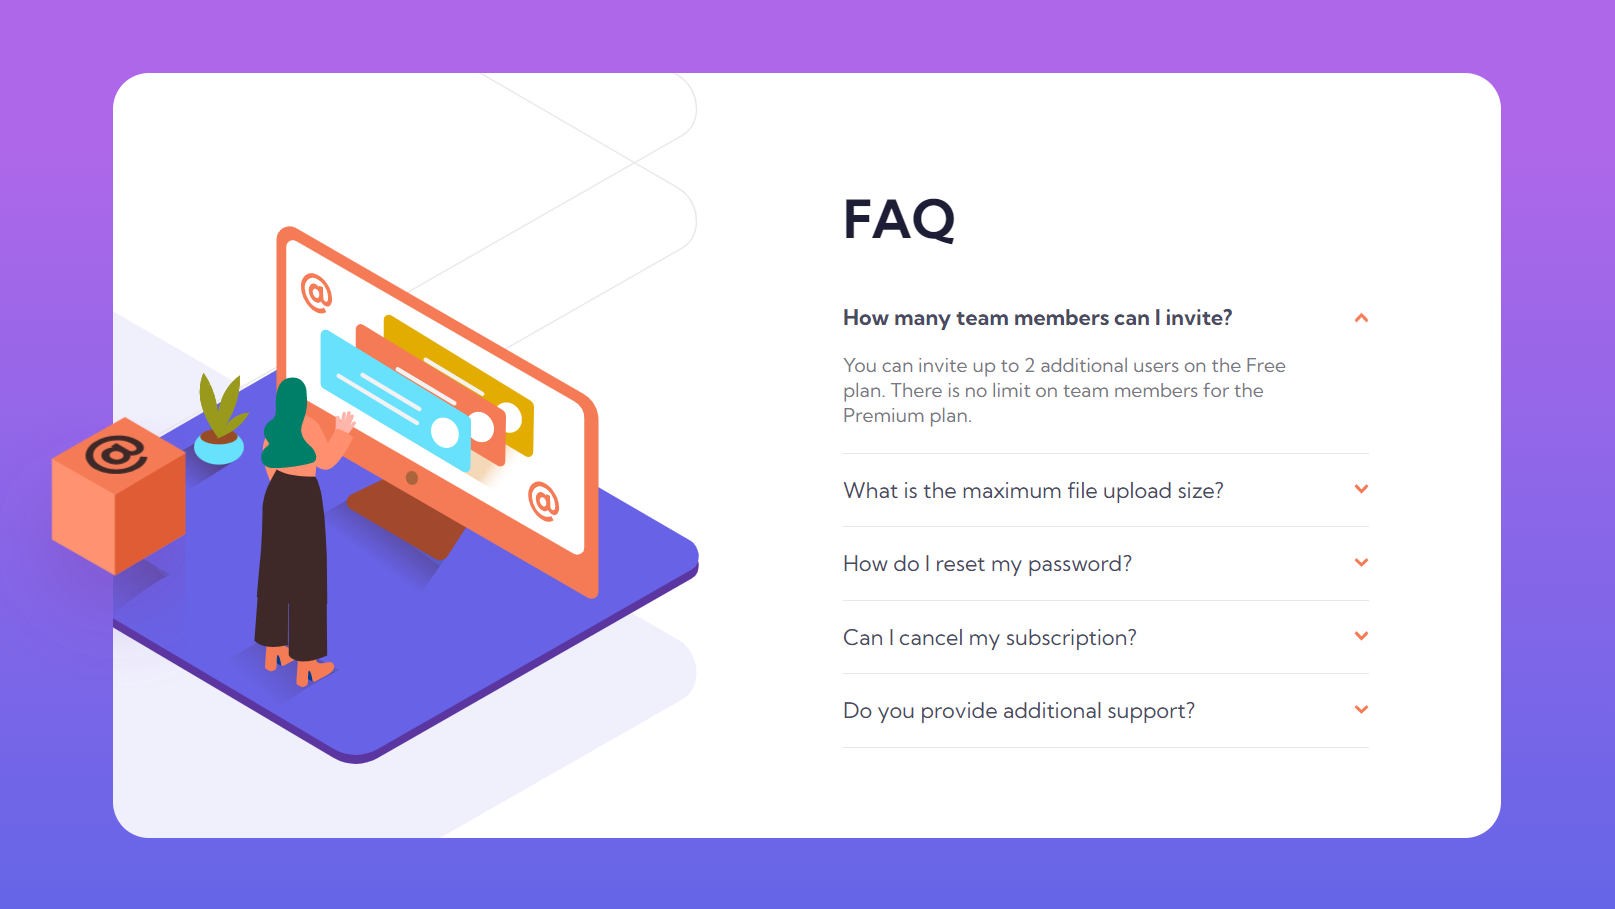 FAQ
How many team members can I invite?
You can invite up to 2 additional users on the Free
plan. There is no limit on team members for the
Premium plan.
What is the maximum file upload size?
How do I reset my password?
Can I cancel my subscription?
Do you provide additional support?
@
@
@